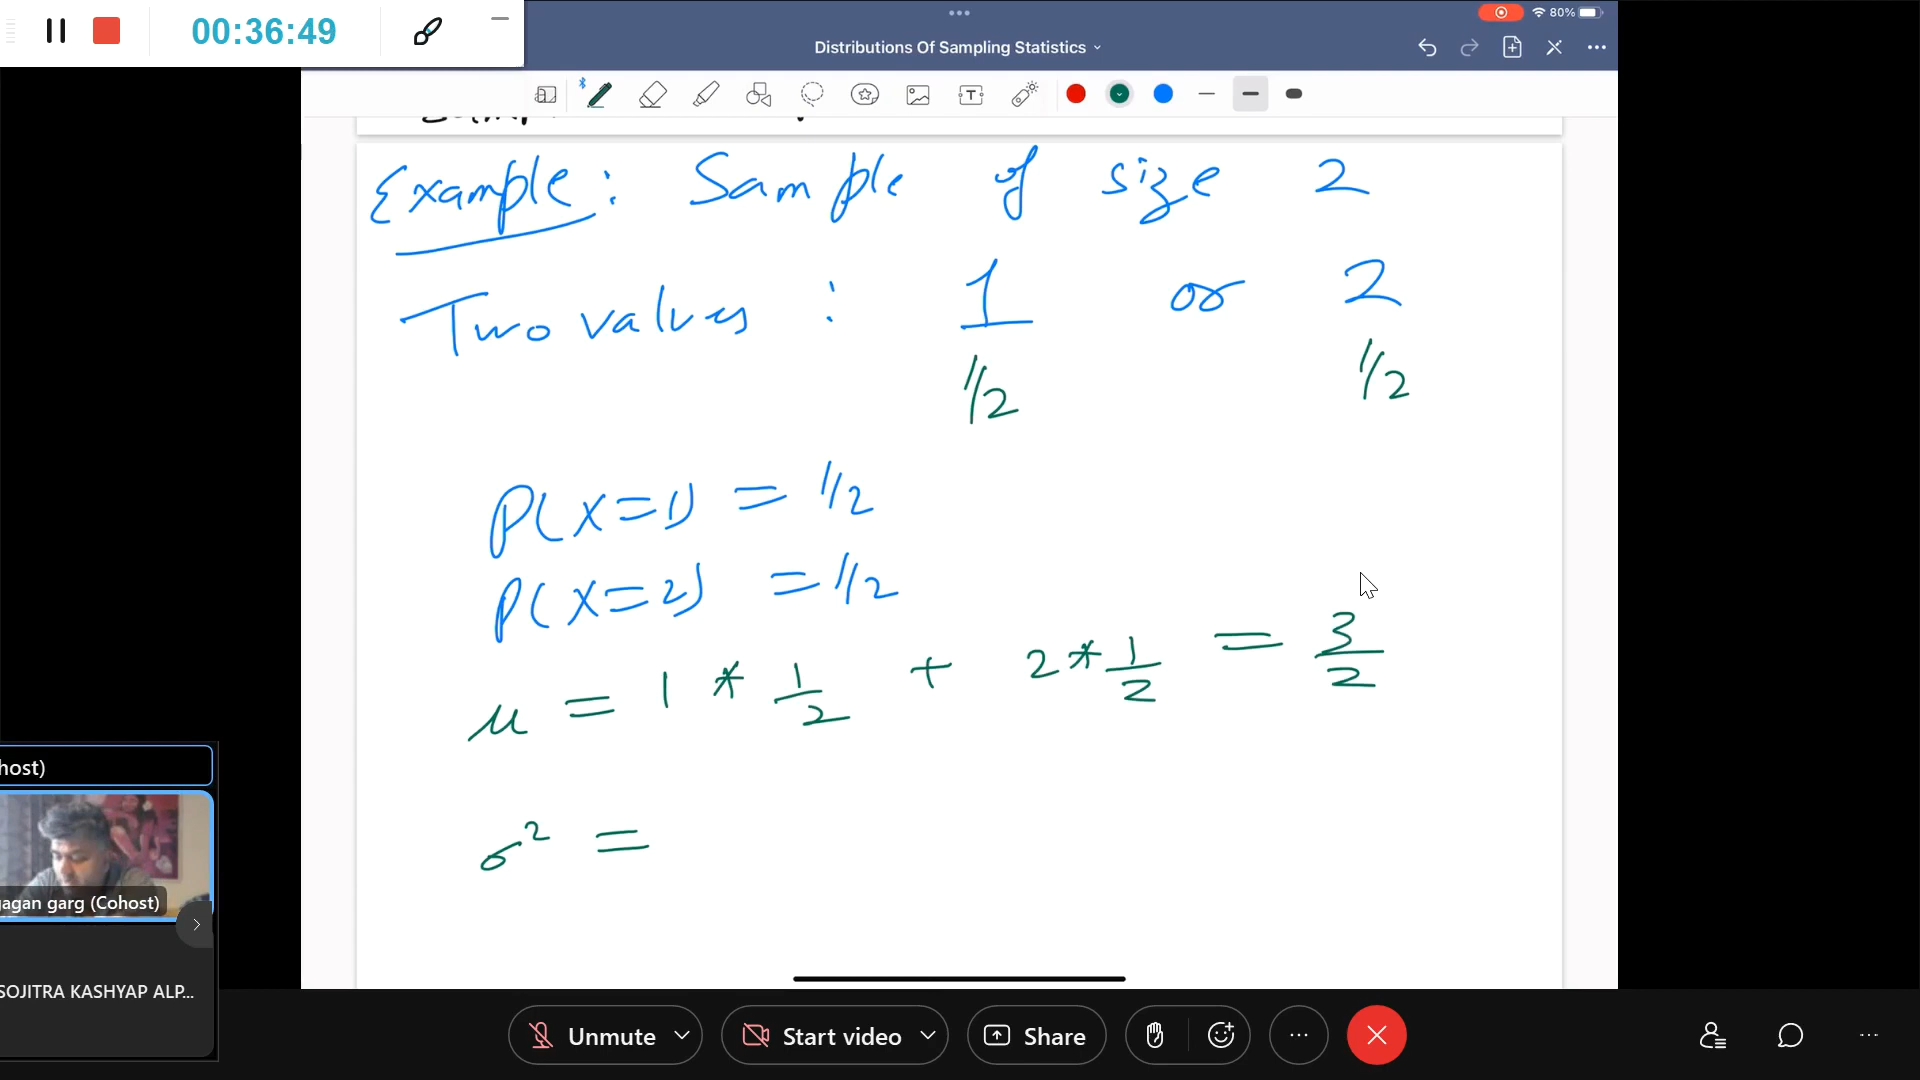 00:36:49
80%
Distributions Of Sampling Statistics
T
Example: Sample of size 2
Two values : 1 or 2
1/2 1/2
P(X=1) = 1/2
P(X=2) = 1/2
μ = 1 * 1/2 + 2 * 1/2 = 3/2
σ² =
host)
gagan garg (Cohost)
SOJITRA KASHYAP ALP...
Unmute
Start video
Share